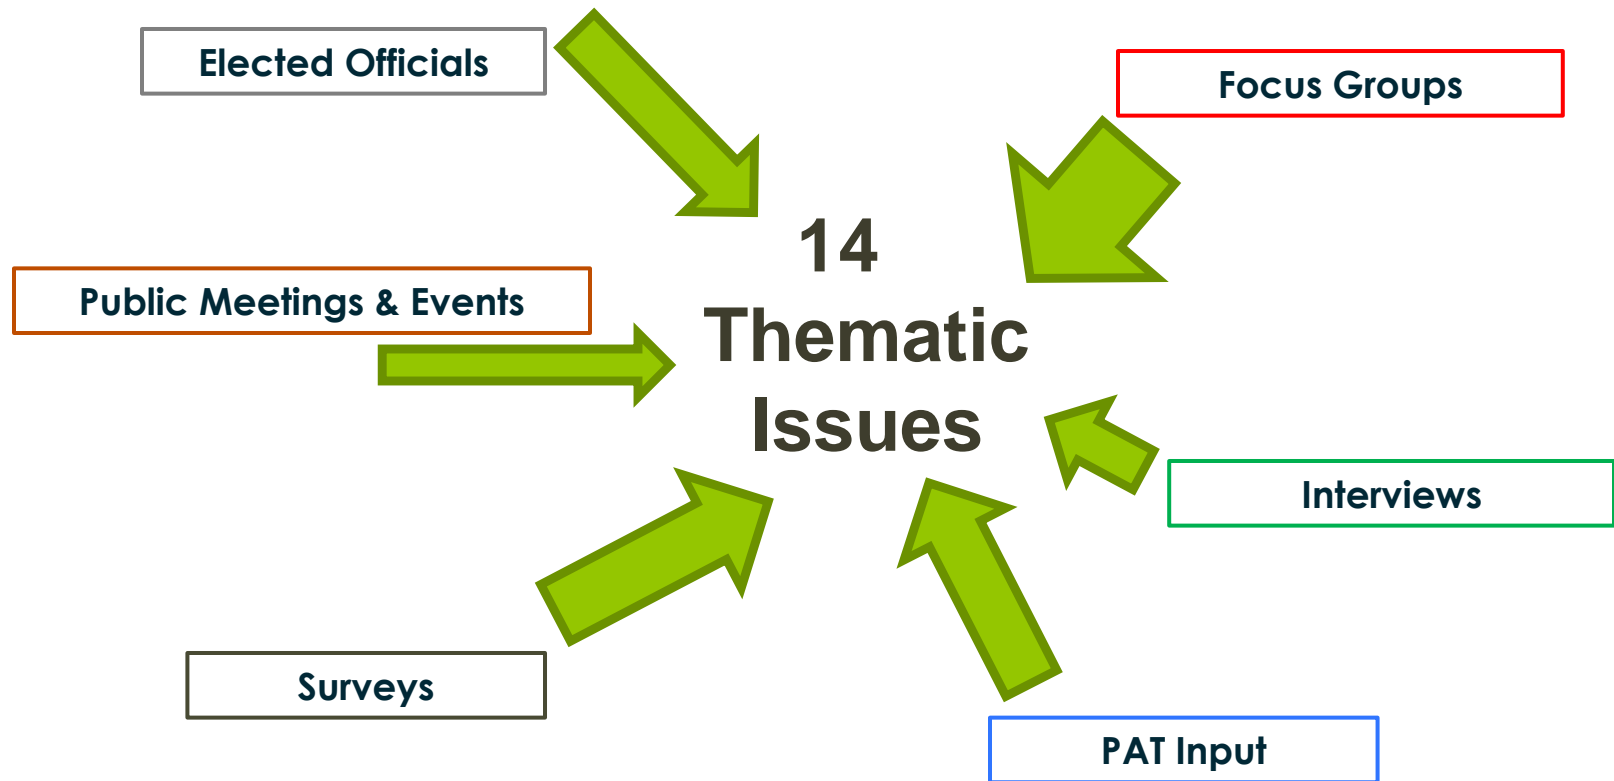 Elected Officials
Focus Groups
14
Thematic
Issues
Public Meetings & Events
Interviews
Surveys
PAT Input